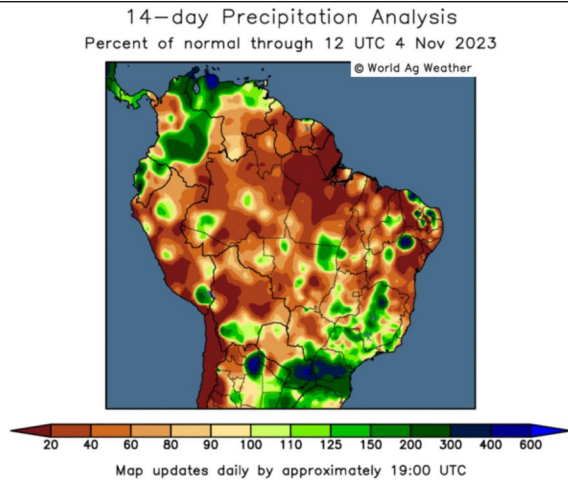 14-day Precipitation Analysis
Percent of normal through 12 UTC 4 Nov 2023
© World Ag Weather
20 40 60 80 90 100 110 125 150 200 300 400 600
Map updates daily by approximately 19:00 UTC